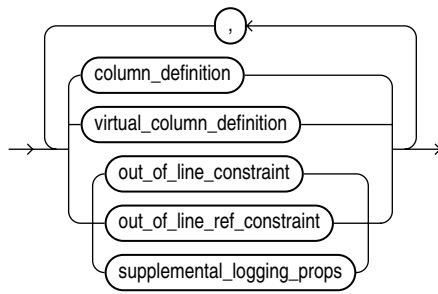 ,
column_definition
virtual_column_definition
out_of_line_constraint
out_of_line_ref_constraint
supplemental_logging_props